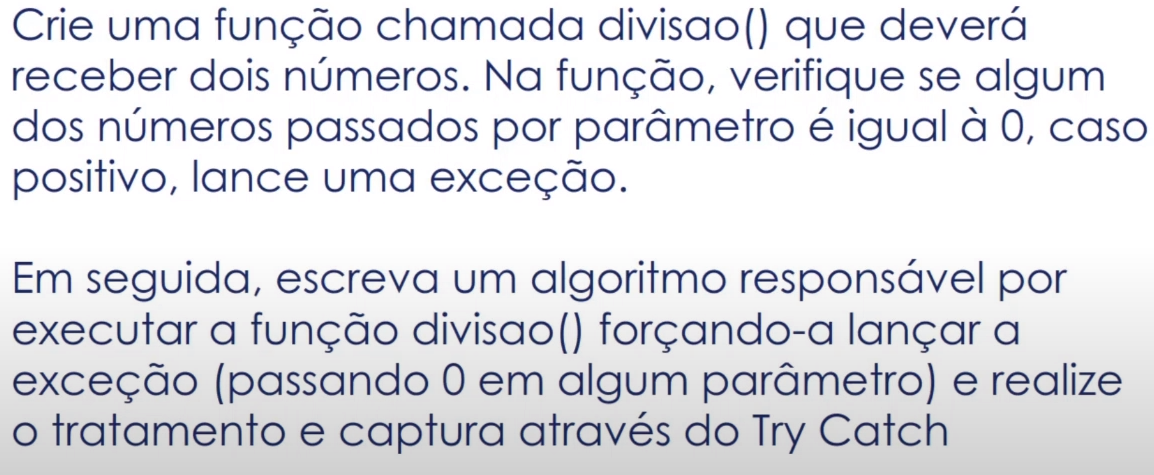 Crie uma função chamada divisao() que deverá
receber dois números. Na função, verifique se algum
dos números passados por parâmetro é igual à 0, caso
positivo, lance uma exceção.
Em seguida, escreva um algoritmo responsável por
executar a função divisao() forçando-a lançar a
exceção (passando 0 em algum parâmetro) e realize
o tratamento e captura através do Try Catch